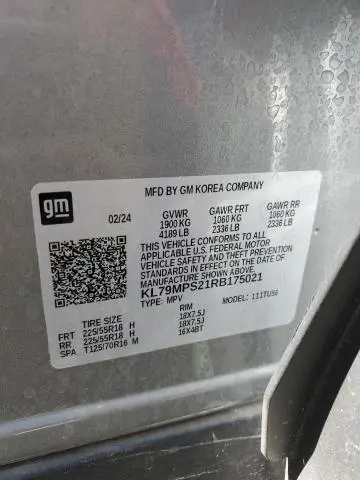 MFD BY GM KOREA COMPANY
gm
02/24
GVWR GAWR FRT GAWR RR
1900 KG 1060 KG 1060 KG
4189 LB 2336 LB 2336 LB
THIS VEHICLE CONFORMS TO ALL
APPLICABLE U.S. FEDERAL MOTOR
VEHICLE SAFETY AND THEFT PREVENTION
STANDARDS IN EFFECT ON THE DATE OF
MANUFACTURE SHOWN ABOVE.
KL79MPS21RB175021
TYPE: MPV MODEL: 111TU56
TIRE SIZE RIM
FRT 225/55R18 H 18X7.5J
RR 225/55R18 H 18X7.5J
SPA T125/70R16 M 16X4BT